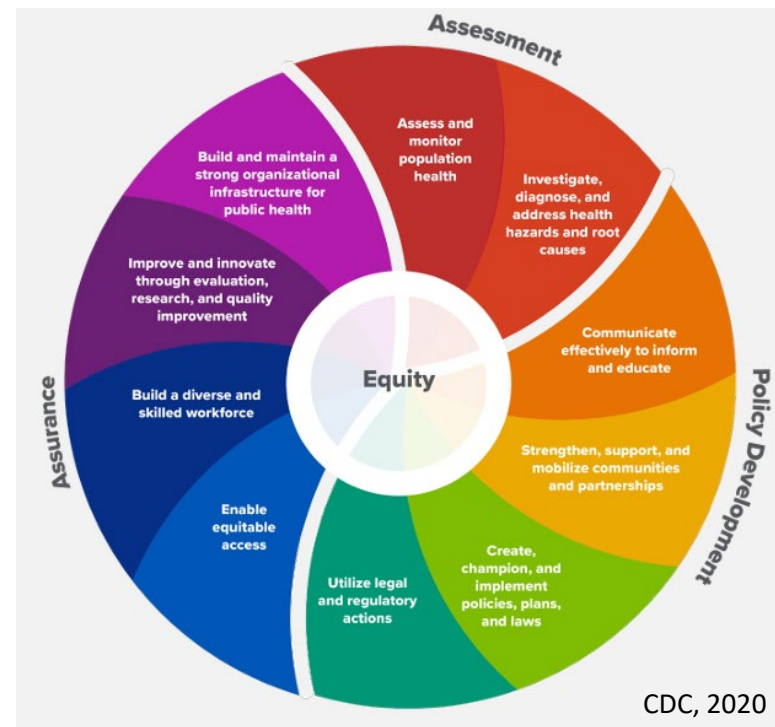 Assessment
Assess and
monitor
population
health
Investigate,
diagnose, and
address health
hazards and root
causes
Policy Development
Communicate
effectively to inform
and educate
Strengthen, support, and
mobilize communities
and partnerships
Create,
champion, and
implement
policies, plans,
and laws
Utilize legal
and regulatory
actions
Assurance
Enable
equitable
access
Build a diverse and
skilled workforce
Improve and innovate
through evaluation,
research, and quality
improvement
Build and maintain a
strong organizational
infrastructure for
public health
Equity
CDC, 2020